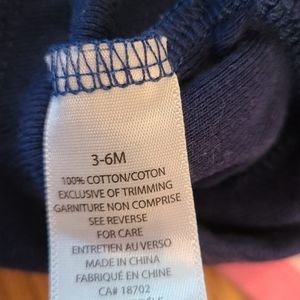 3-6M
100% COTTON/COTON
EXCLUSIVE OF TRIMMING
GARNITURE NON COMPRISE
SEE REVERSE
FOR CARE
ENTRETIEN AU VERSO
MADE IN CHINA
FABRIQUÉ EN CHINE
CA# 18702